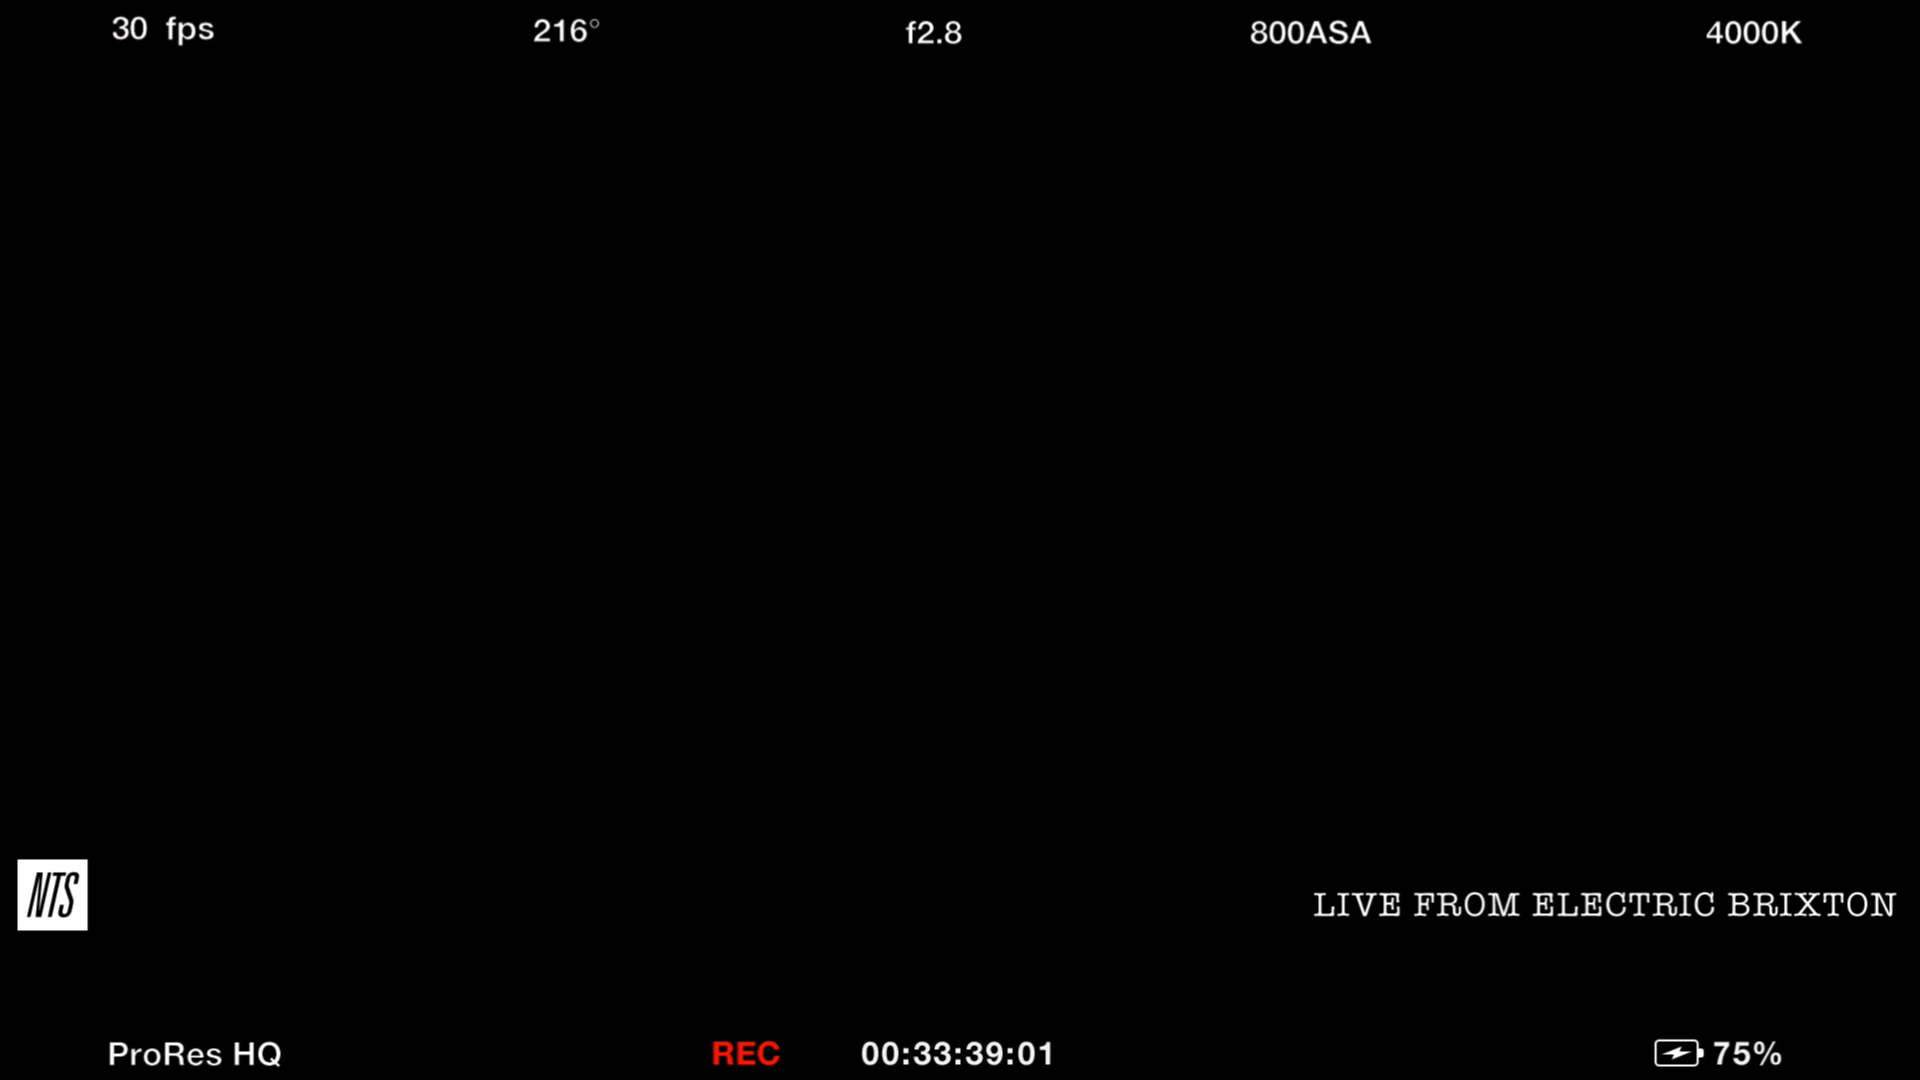 30 fps
216°
f2.8
800ASA
4000K
NTS
LIVE FROM ELECTRIC BRIXTON
ProRes HQ
REC
00:33:39:01
75%